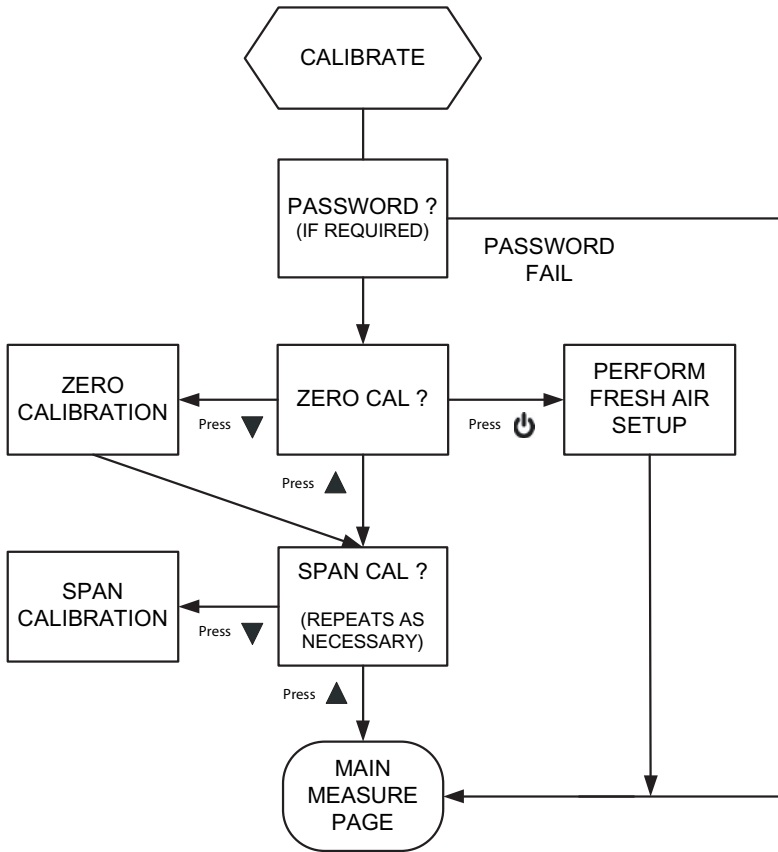 CALIBRATE
PASSWORD ?
(IF REQUIRED)
PASSWORD
FAIL
ZERO
CALIBRATION
Press
ZERO CAL ?
Press
PERFORM
FRESH AIR
SETUP
Press
SPAN
CALIBRATION
Press
SPAN CAL ?
(REPEATS AS
NECESSARY)
Press
MAIN
MEASURE
PAGE